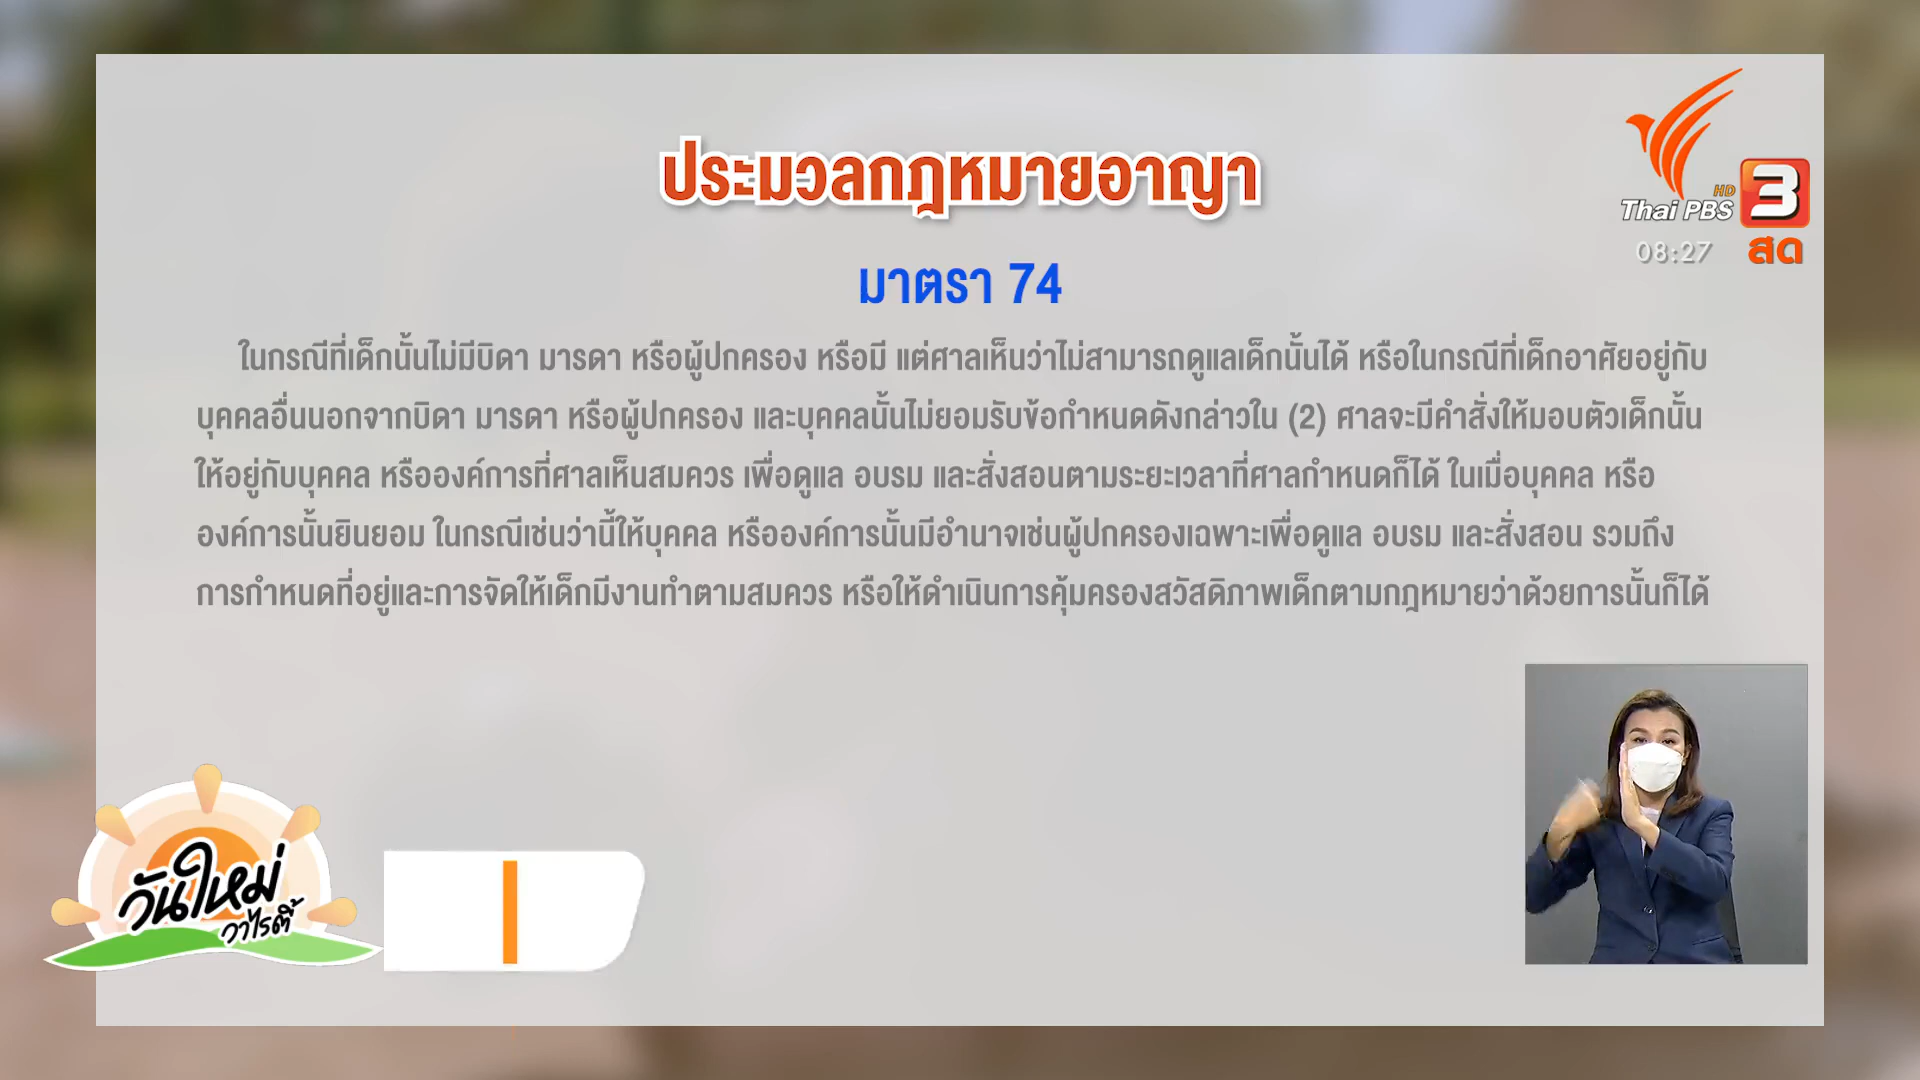 ประมวลกฎหมายอาญา
HD
Thai PBS 3
08:27 สด
มาตรา 74
ในกรณีที่เด็กนั้นไม่มีบิดา มารดา หรือผู้ปกครอง หรือมี แต่ศาลเห็นว่าไม่สามารถดูแลเด็กนั้นได้ หรือในกรณีที่เด็กอาศัยอยู่กับ
บุคคลอื่นนอกจากบิดา มารดา หรือผู้ปกครอง และบุคคลนั้นไม่ยอมรับข้อกำหนดดังกล่าวใน (2) ศาลจะมีคำสั่งให้มอบตัวเด็กนั้น
ให้อยู่กับบุคคล หรือองค์การที่ศาลเห็นสมควร เพื่อดูแล อบรม และสั่งสอนตามระยะเวลาที่ศาลกำหนดก็ได้ ในเมื่อบุคคล หรือ
องค์การนั้นยินยอม ในกรณีเช่นว่านี้ให้บุคคล หรือองค์การนั้นมีอำนาจเช่นผู้ปกครองเฉพาะเพื่อดูแล อบรม และสั่งสอน รวมถึง
การกำหนดที่อยู่และการจัดให้เด็กมีงานทำตามสมควร หรือให้ดำเนินการคุ้มครองสวัสดิภาพเด็กตามกฎหมายว่าด้วยการนั้นก็ได้
วันใหม่
วาไรตี้